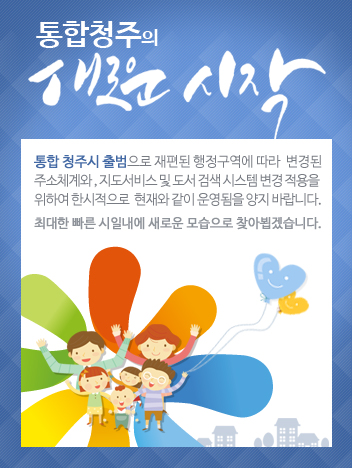 통합청주의
새로운 시작
통합 청주시 출범으로 재편된 행정구역에 따라 변경된
주소체계와 , 지도서비스 및 도서 검색 시스템 변경 적용을
위하여 한시적으로 현재와 같이 운영됨을 양지 바랍니다.
최대한 빠른 시일내에 새로운 모습으로 찾아뵙겠습니다.